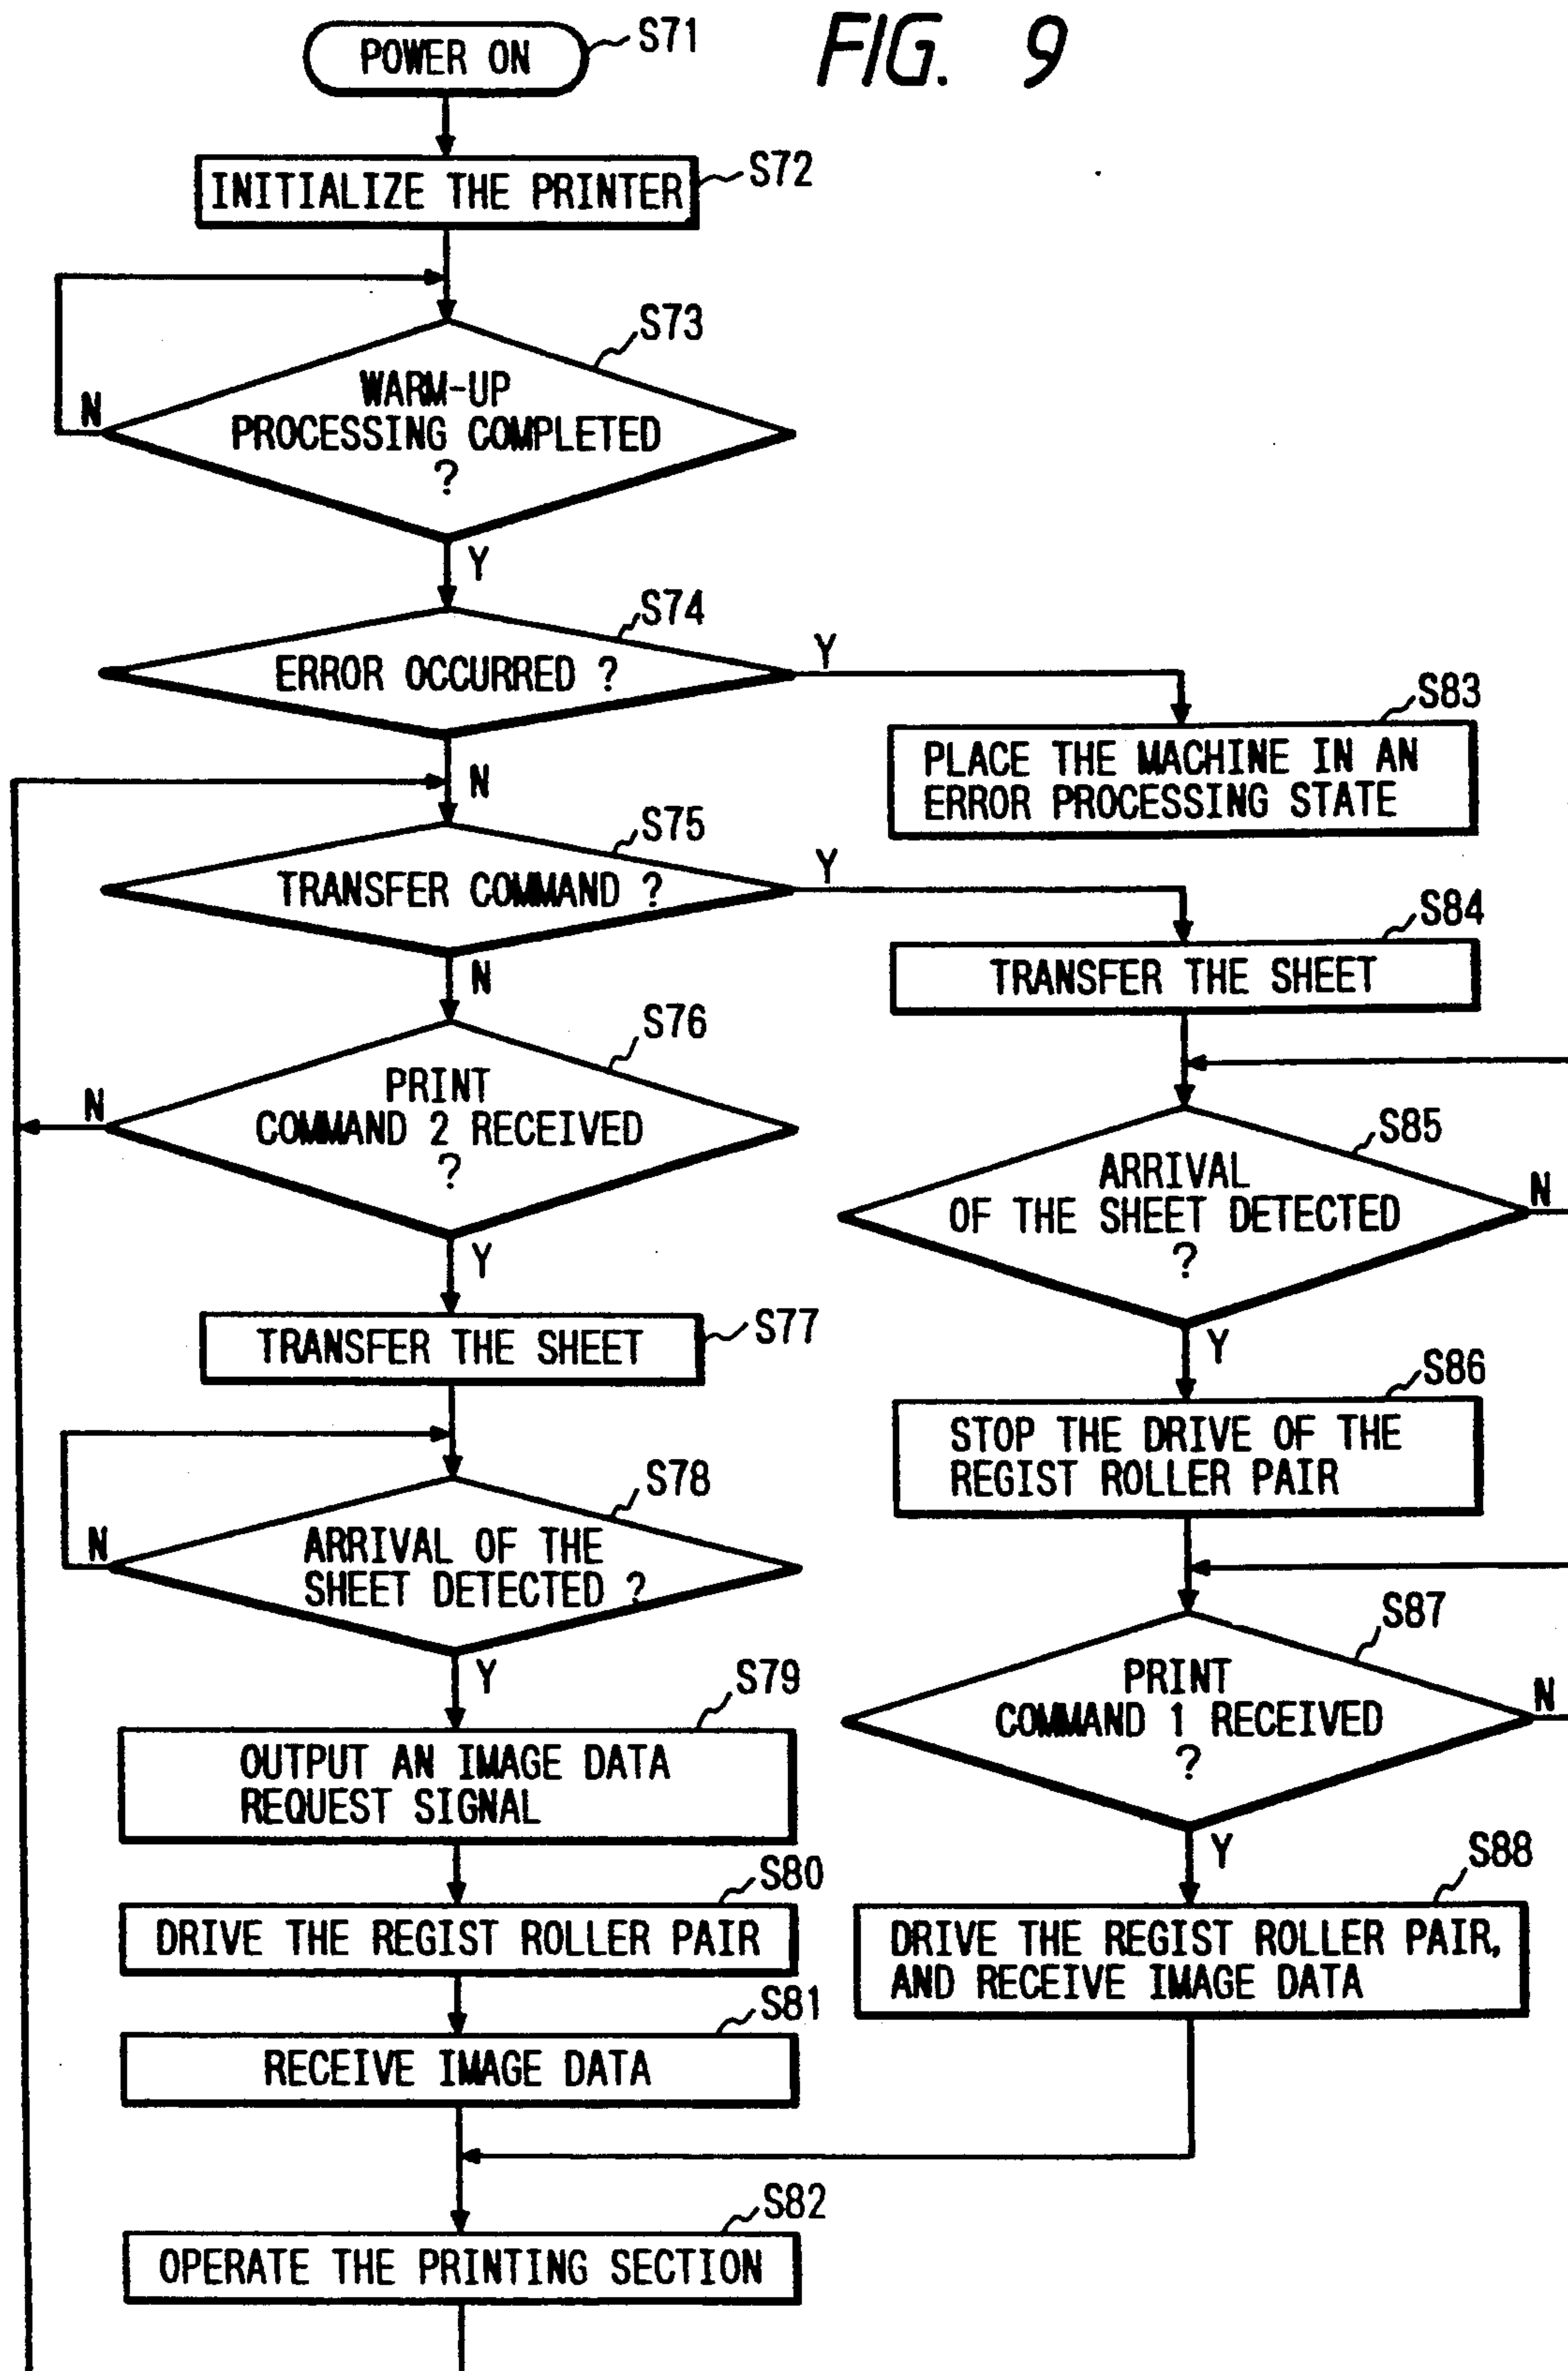 FIG. 9
POWER ON
S71
INITIALIZE THE PRINTER
S72
S73
WARM-UP
PROCESSING COMPLETED
?
N
Y
S74
ERROR OCCURRED ?
Y
N
S83
PLACE THE MACHINE IN AN
ERROR PROCESSING STATE
S75
TRANSFER COMMAND ?
Y
N
S84
TRANSFER THE SHEET
S76
PRINT
COMMAND 2 RECEIVED
?
N
Y
S85
ARRIVAL
OF THE SHEET DETECTED
?
N
Y
TRANSFER THE SHEET
S77
S86
STOP THE DRIVE OF THE
REGIST ROLLER PAIR
S78
ARRIVAL OF THE
SHEET DETECTED ?
N
Y
S87
PRINT
COMMAND 1 RECEIVED
?
N
Y
S79
OUTPUT AN IMAGE DATA
REQUEST SIGNAL
S80
DRIVE THE REGIST ROLLER PAIR
S88
DRIVE THE REGIST ROLLER PAIR,
AND RECEIVE IMAGE DATA
S81
RECEIVE IMAGE DATA
S82
OPERATE THE PRINTING SECTION